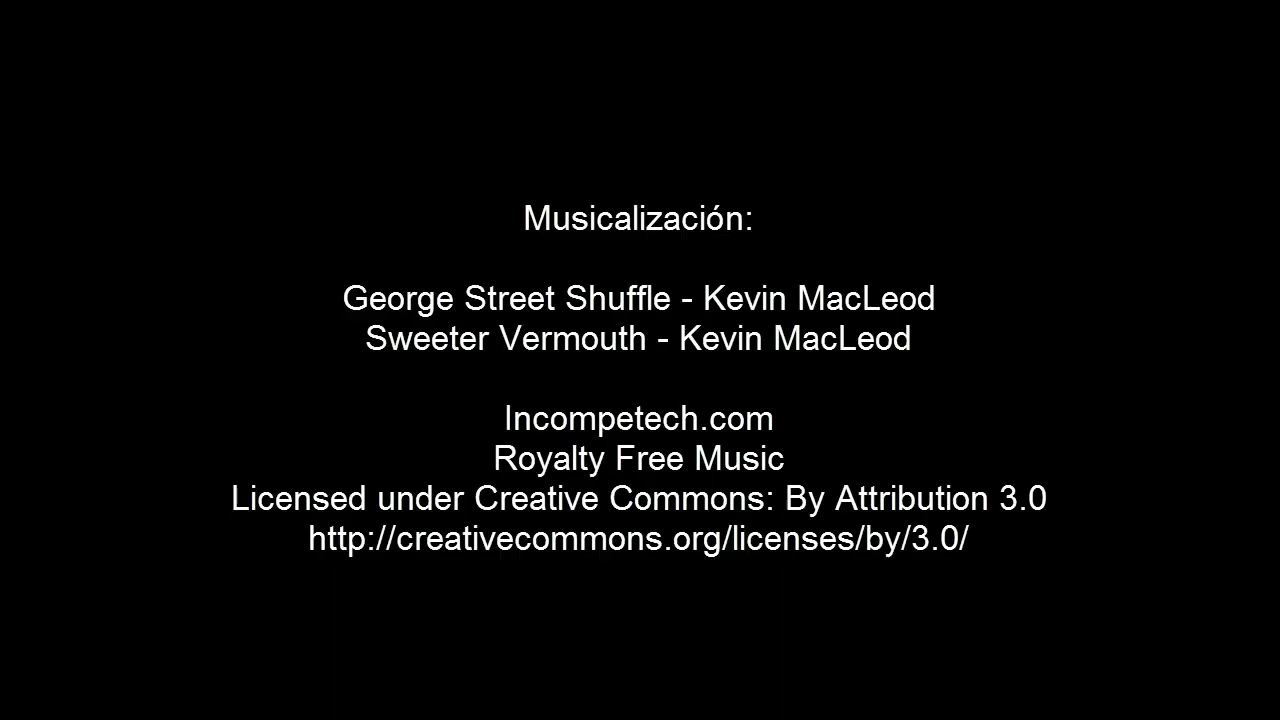 Musicalización:
George Street Shuffle - Kevin MacLeod
Sweeter Vermouth - Kevin MacLeod
Incompetech.com
Royalty Free Music
Licensed under Creative Commons: By Attribution 3.0
http://creativecommons.org/licenses/by/3.0/